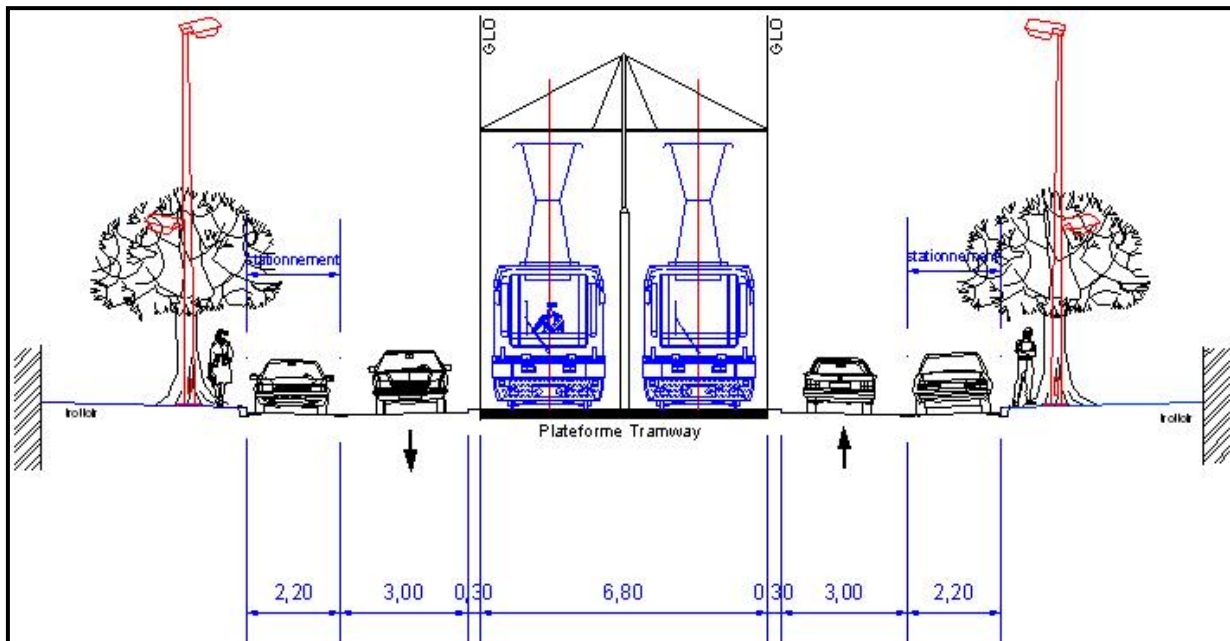 GLO
GLO
stationnement
stationnement
trottoir
trottoir
Plateforme Tramway
2,20
3,00
0,30
6,80
0,30
3,00
2,20